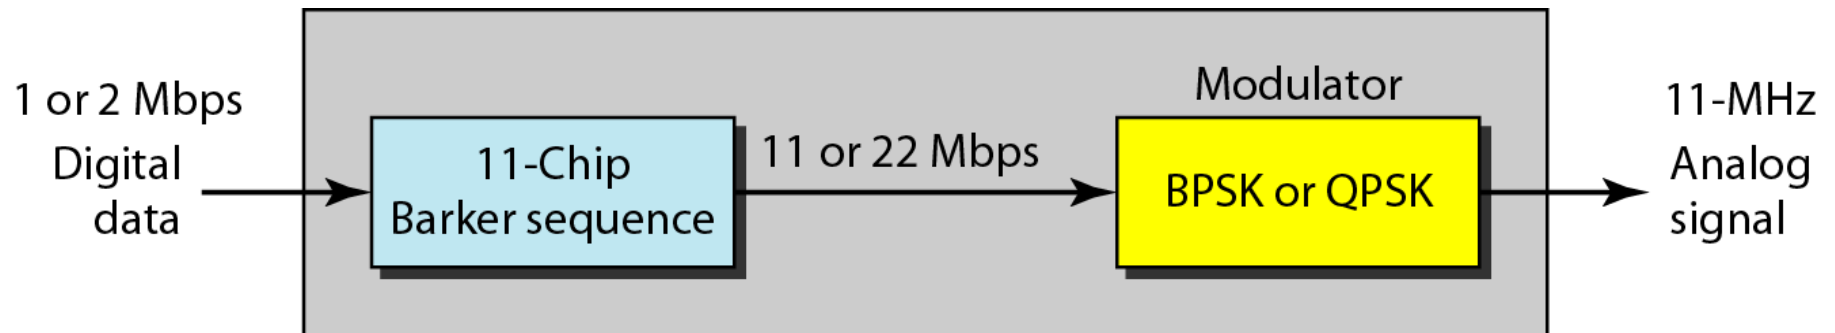 1 or 2 Mbps
Digital
data
11-Chip
Barker sequence
11 or 22 Mbps
Modulator
BPSK or QPSK
11-MHz
Analog
signal